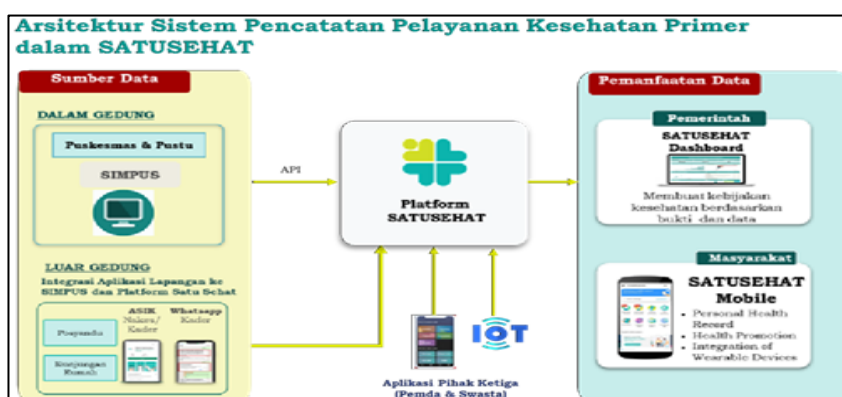 Arsitektur Sistem Pencatatan Pelayanan Kesehatan Primer
dalam SATUSEHAT
Sumber Data
DALAM GEDUNG
Puskesmas & Pustu
SIMPUS
LUAR GEDUNG
Integrasi Aplikasi Lapangan ke
SIMPUS dan Platform Satu Sehat
Posyandu
Kunjungan
Rumah
ASIK
Nakes/
Kader
Whatsapp
Kader
API
Platform
SATUSEHAT
IOT
Aplikasi Pihak Ketiga
(Pemda & Swasta)
Pemanfaatan Data
Pemerintah
SATUSEHAT
Dashboard
Membuat kebijakan
kesehatan berdasarkan
bukti dan data
Masyarakat
SATUSEHAT
Mobile
• Personal Health
Record
• Health Promotion
• Integration of
Wearable Devices